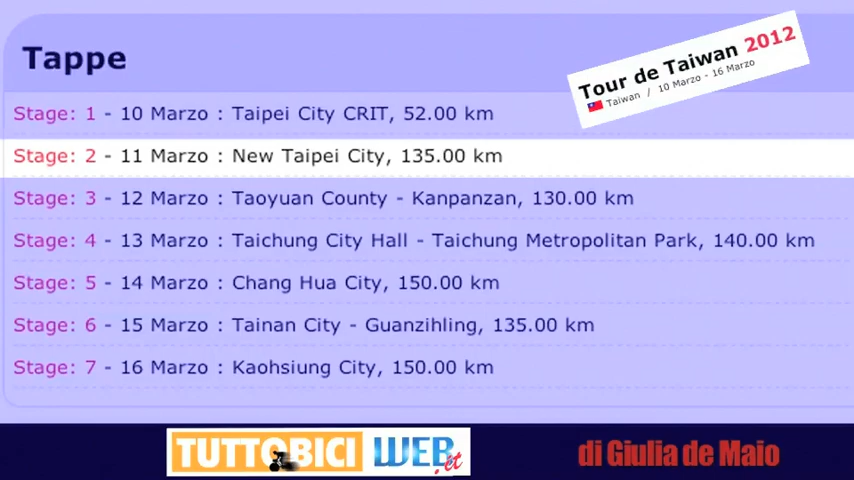 Tappe
Tour de Taiwan 2012
Taiwan / 10 Marzo - 16 Marzo
Stage: 1 - 10 Marzo : Taipei City CRIT, 52.00 km
Stage: 2 - 11 Marzo : New Taipei City, 135.00 km
Stage: 3 - 12 Marzo : Taoyuan County - Kanpanzan, 130.00 km
Stage: 4 - 13 Marzo : Taichung City Hall - Taichung Metropolitan Park, 140.00 km
Stage: 5 - 14 Marzo : Chang Hua City, 150.00 km
Stage: 6 - 15 Marzo : Tainan City - Guanzihling, 135.00 km
Stage: 7 - 16 Marzo : Kaohsiung City, 150.00 km
TUTTOBICI WEB.it
di Giulia de Maio